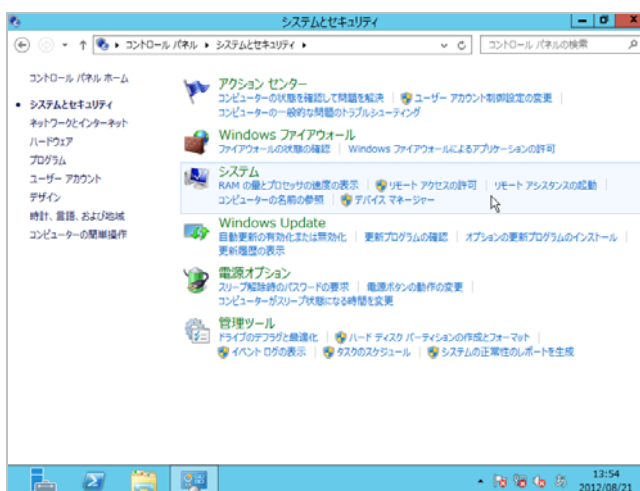 システムとセキュリティ
コントロール パネル ▸ システムとセキュリティ ▸
コントロール パネルの検索
コントロール パネル ホーム
システムとセキュリティ
ネットワークとインターネット
ハードウェア
プログラム
ユーザー アカウント
デザイン
時計、言語、および地域
コンピューターの簡単操作
アクション センター
コンピューターの状態を確認して問題を解決 ユーザー アカウント制御設定の変更
コンピューターの一般的な問題のトラブルシューティング
Windows ファイアウォール
ファイアウォールの状態の確認 Windows ファイアウォールによるアプリケーションの許可
システム
RAM の量とプロセッサの速度の表示 リモート アクセスの許可 リモート アシスタンスの起動
コンピューターの名前の参照 デバイス マネージャー
Windows Update
自動更新の有効化または無効化 更新プログラムの確認 オプションの更新プログラムのインストール
更新履歴の表示
電源オプション
スリープ解除時のパスワードの要求 電源ボタンの動作の変更
コンピューターがスリープ状態になる時間を変更
管理ツール
ドライブのデフラグと最適化 ハード ディスク パーティションの作成とフォーマット
イベント ログの表示 タスクのスケジュール システムの正常性のレポートを生成
13:54
2012/08/21